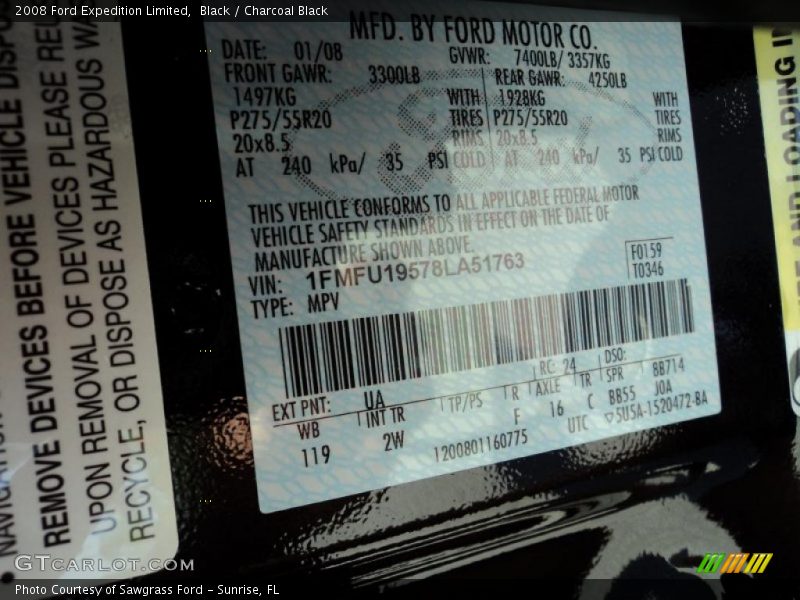 2008 Ford Expedition Limited, Black / Charcoal Black
MFD. BY FORD MOTOR CO.
DATE: 01/08 GVWR: 7400LB/ 3357KG
FRONT GAWR: 3300LB REAR GAWR: 4250LB
1497KG WITH 1928KG WITH
P275/55R20 TIRES P275/55R20 TIRES
20x8.5 RIMS 20x8.5 RIMS
AT 240 kPa/ 35 PSI COLD AT 240 kPa/ 35 PSI COLD
THIS VEHICLE CONFORMS TO ALL APPLICABLE FEDERAL MOTOR
VEHICLE SAFETY STANDARDS IN EFFECT ON THE DATE OF
MANUFACTURE SHOWN ABOVE.
VIN: 1FMFU19578LA51763 F0159
TYPE: MPV T0346
EXT PNT: UA RC 24 DSO:
WB INT TR TP/PS R AXLE TR SPR BB714
119 2W F 16 C BB55 J0A
1200801160775 UTC 5U5A-1520472-BA
REMOVE DEVICES BEFORE VEHICLE
UPON REMOVAL OF DEVICES PLEASE
RECYCLE, OR DISPOSE AS HAZARDOUS
GTCARLOT.COM
Photo Courtesy of Sawgrass Ford - Sunrise, FL